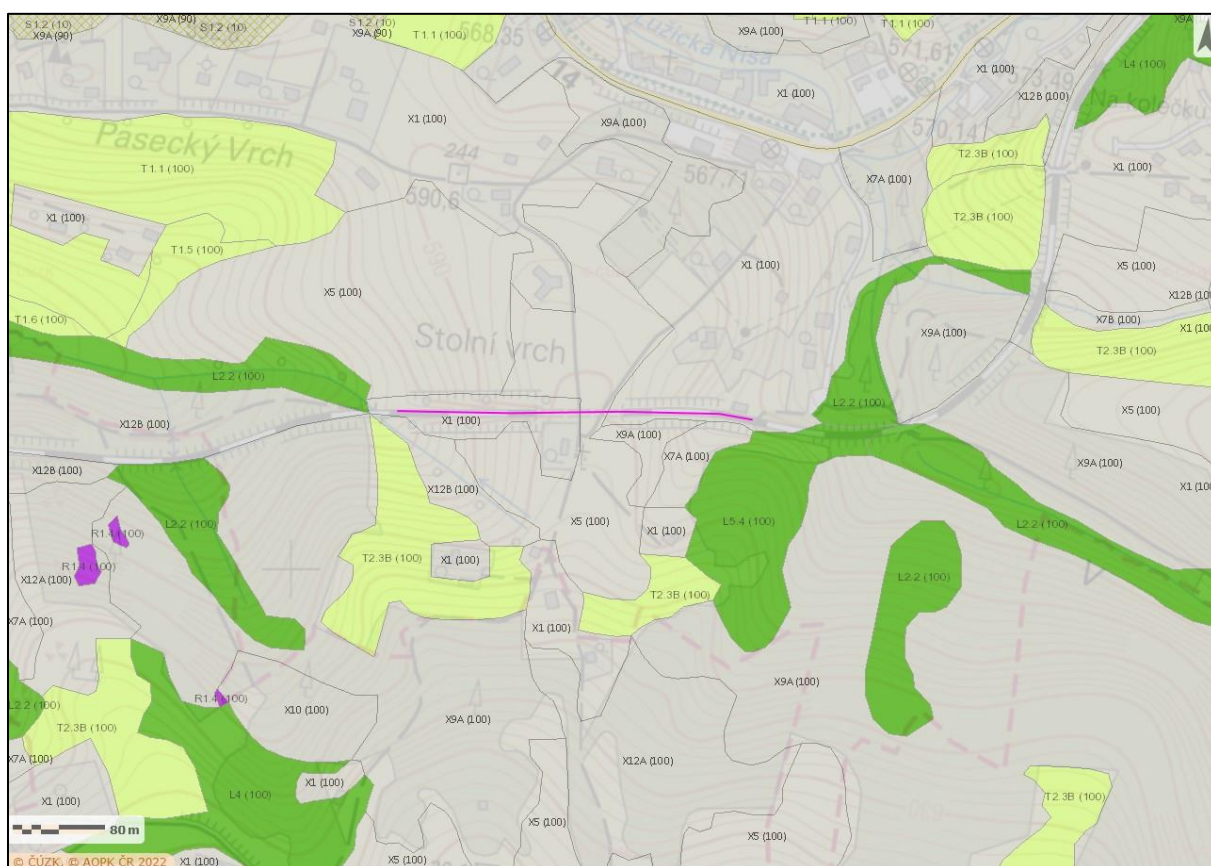 S1.2 (10)
X9A (90)
S1.2 (10)
S1.2 (10)
X9A (90)
T1.1 (100)
568,35
X9A (100)
T1.1 (100)
T1.1 (100)
571,61
X9A
L4 (100)
X1 (100)
X12B (100)
573,49
Na kolečku
X1 (100)
14
X1 (100)
X9A (100)
570,141
Pasecký Vrch
244
590,6
567,71
T1.1 (100)
X7A (100)
T2.3B (100)
X1 (100)
X1 (100)
T2.3B (100)
T1.5 (100)
X5 (100)
X1 (100)
X5 (100)
X12B (100)
T1.6 (100)
Stolní vrch
X7B (100)
X1 (100)
X9A (100)
T2.3B (100)
L2.2 (100)
X12B (100)
X1 (100)
L2.2 (100)
X5 (100)
X9A (100)
X7A (100)
X12B (100)
X9A (100)
X1 (100)
X12B (100)
L2.2 (100)
X5 (100)
L5.4 (100)
L2.2 (100)
R1.4 (100)
X1 (100)
R1.4 (100)
X12A (100)
T2.3B (100)
X1 (100)
L2.2 (100)
T2.3B (100)
X7A (100)
X1 (100)
X9A (100)
R1.4 (100)
L2.2 (100)
X10 (100)
X9A (100)
T2.3B (100)
X7A (100)
X12A (100)
X1 (100)
L4 (100)
X1 (100)
T2.3B (100)
80 m
X5 (100)
X5 (100)
© ČÚZK, © AOPK ČR 2022
X1 (100)
X5 (100)